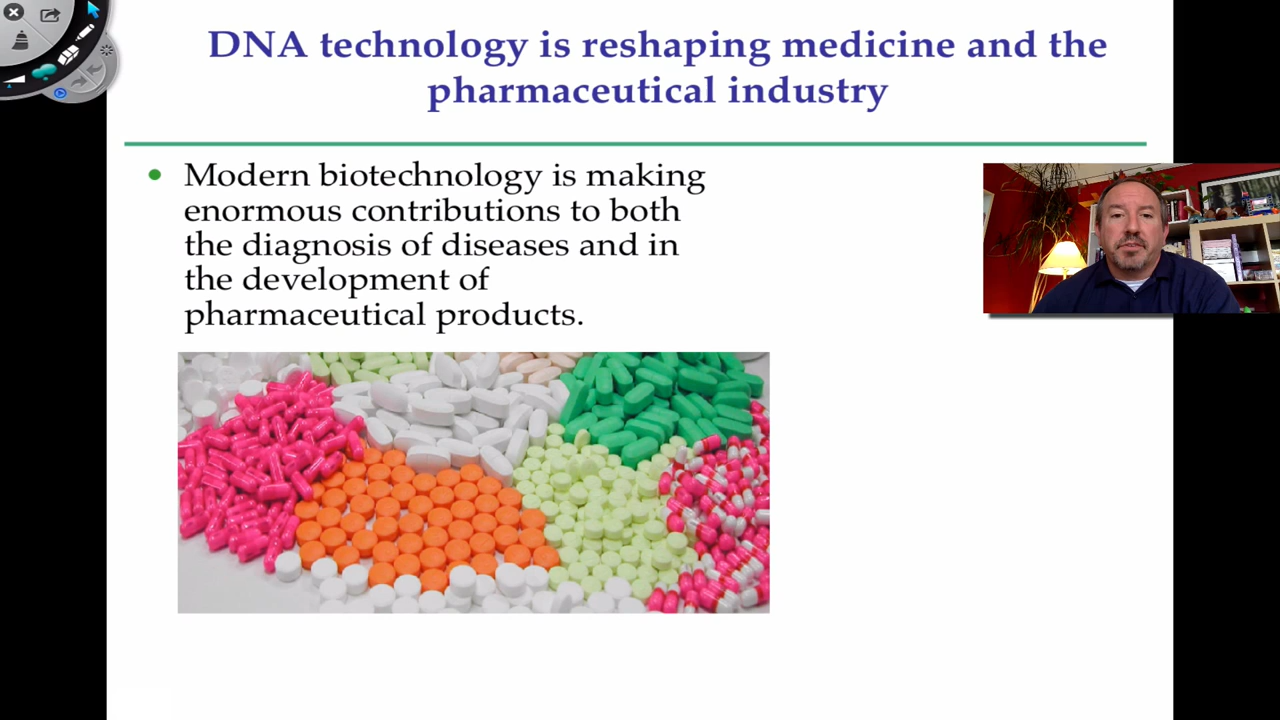 DNA technology is reshaping medicine and the
pharmaceutical industry
• Modern biotechnology is making
enormous contributions to both
the diagnosis of diseases and in
the development of
pharmaceutical products.